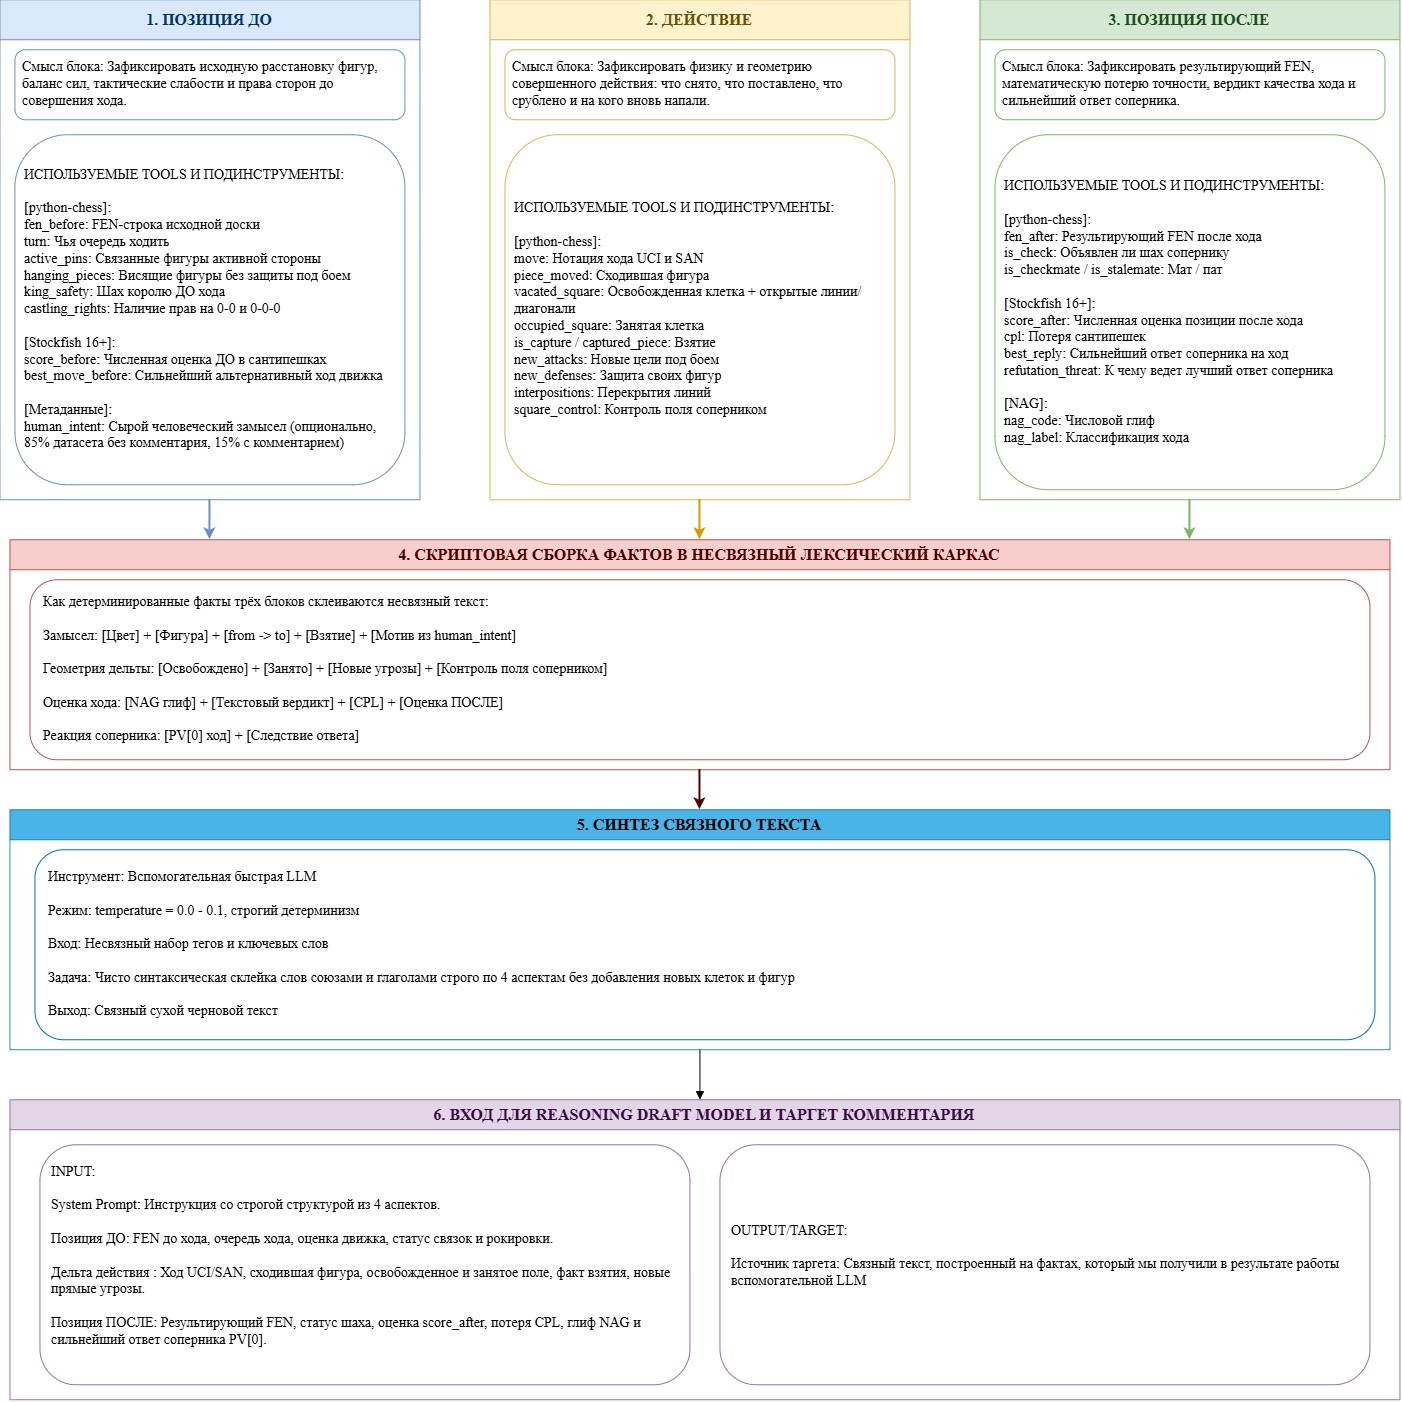 1. ПОЗИЦИЯ ДО
Смысл блока: Зафиксировать исходную расстановку фигур,
баланс сил, тактические слабости и права сторон до
совершения хода.
ИСПОЛЬЗУЕМЫЕ TOOLS И ПОДИНСТРУМЕНТЫ:
[python-chess]:
fen_before: FEN-строка исходной доски
turn: Чья очередь ходить
active_pins: Связанные фигуры активной стороны
hanging_pieces: Висящие фигуры без защиты под боем
king_safety: Шах королю ДО хода
castling_rights: Наличие прав на 0-0 и 0-0-0
[Stockfish 16+]:
score_before: Численная оценка ДО в сантипешках
best_move_before: Сильнейший альтернативный ход движка
[Метаданные]:
human_intent: Сырой человеческий замысел (опционально,
85% датасета без комментария, 15% с комментарием)
2. ДЕЙСТВИЕ
Смысл блока: Зафиксировать физику и геометрию
совершенного действия: что снято, что поставлено, что
срублено и на кого вновь напали.
ИСПОЛЬЗУЕМЫЕ TOOLS И ПОДИНСТРУМЕНТЫ:
[python-chess]:
move: Нотация хода UCI и SAN
piece_moved: Сходившая фигура
vacated_square: Освобожденная клетка + открытые линии/
диагонали
occupied_square: Занятая клетка
is_capture / captured_piece: Взятие
new_attacks: Новые цели под боем
new_defenses: Защита своих фигур
interpositions: Перекрытия линий
square_control: Контроль поля соперником
3. ПОЗИЦИЯ ПОСЛЕ
Смысл блока: Зафиксировать результирующий FEN,
математическую потерю точности, вердикт качества хода и
сильнейший ответ соперника.
ИСПОЛЬЗУЕМЫЕ TOOLS И ПОДИНСТРУМЕНТЫ:
[python-chess]:
fen_after: Результирующий FEN после хода
is_check: Объявлен ли шах сопернику
is_checkmate / is_stalemate: Мат / пат
[Stockfish 16+]:
score_after: Численная оценка позиции после хода
cpl: Потеря сантипешек
best_reply: Сильнейший ответ соперника на ход
refutation_threat: К чему ведет лучший ответ соперника
[NAG]:
nag_code: Числовой глиф
nag_label: Классификация хода
4. СКРИПТОВАЯ СБОРКА ФАКТОВ В НЕСВЯЗНЫЙ ЛЕКСИЧЕСКИЙ КАРКАС
Как детерминированные факты трёх блоков склеиваются несвязный текст:
Замысел: [Цвет] + [Фигура] + [from -> to] + [Взятие] + [Мотив из human_intent]
Геометрия дельты: [Освобождено] + [Занято] + [Новые угрозы] + [Контроль поля соперником]
Оценка хода: [NAG глиф] + [Текстовый вердикт] + [CPL] + [Оценка ПОСЛЕ]
Реакция соперника: [PV[0] ход] + [Следствие ответа]
5. СИНТЕЗ СВЯЗНОГО ТЕКСТА
Инструмент: Вспомогательная быстрая LLM
Режим: temperature = 0.0 - 0.1, строгий детерминизм
Вход: Несвязный набор тегов и ключевых слов
Задача: Чисто синтаксическая склейка слов союзами и глаголами строго по 4 аспектам без добавления новых клеток и фигур
Выход: Связный сухой черновой текст
6. ВХОД ДЛЯ REASONING DRAFT MODEL И ТАРГЕТ КОММЕНТАРИЯ
INPUT:
System Prompt: Инструкция со строгой структурой из 4 аспектов.
Позиция ДО: FEN до хода, очередь хода, оценка движка, статус связок и рокировки.
Дельта действия : Ход UCI/SAN, сходившая фигура, освобожденное и занятое поле, факт взятия, новые
прямые угрозы.
Позиция ПОСЛЕ: Результирующий FEN, статус шаха, оценка score_after, потеря CPL, глиф NAG и
сильнейший ответ соперника PV[0].
OUTPUT/TARGET:
Источник таргета: Связный текст, построенный на фактах, который мы получили в результате работы
вспомогательной LLM